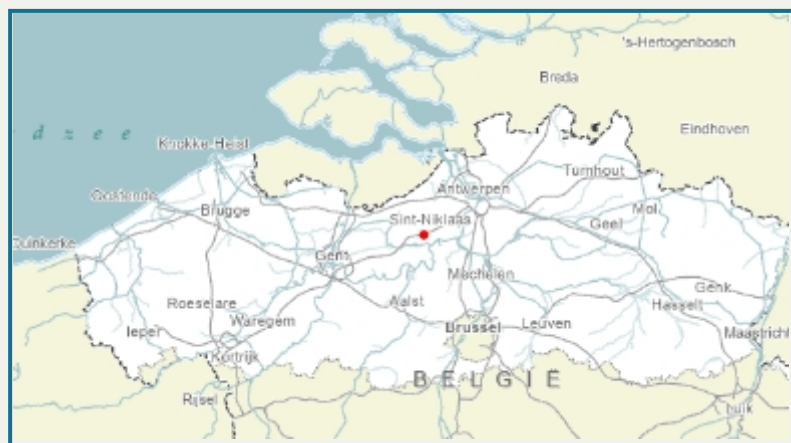 's-Hertogenbosch
Breda
Eindhoven
d z e e
Knokke-Heist
Turnhout
Oostende
Antwerpen
Brugge
Sint-Niklaas
Mol
Geel
Duinkerke
Gent
Mechelen
Genk
Roeselare
Aalst
Hasselt
Ieper
Waregem
Brussel
Leuven
Maastricht
Kortrijk
BELGIË
Rijsel
Luik